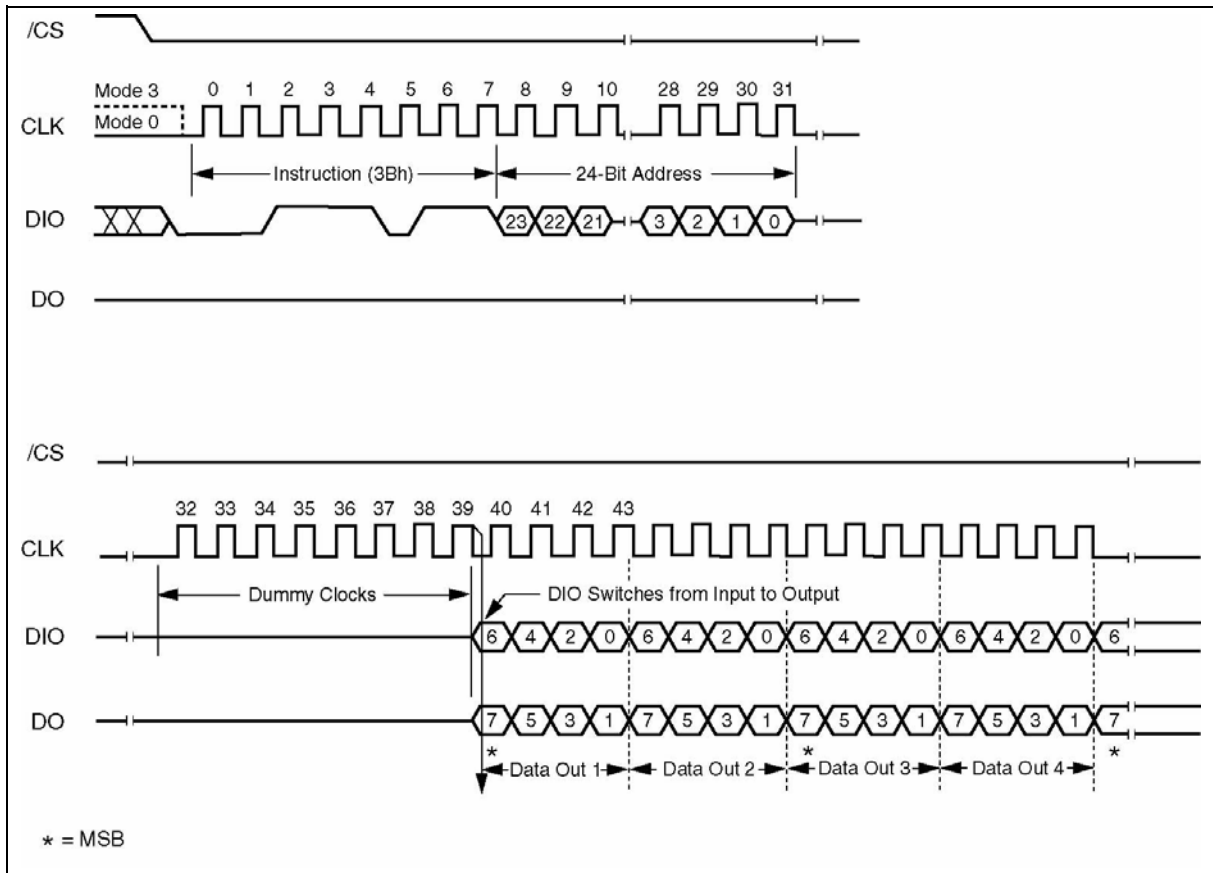 /CS
Mode 3
0 1 2 3 4 5 6 7 8 9 10 28 29 30 31
CLK
Mode 0
Instruction (3Bh) 24-Bit Address
DIO 23 22 21 3 2 1 0
DO
/CS
32 33 34 35 36 37 38 39 40 41 42 43
CLK
Dummy Clocks DIO Switches from Input to Output
DIO 6 4 2 0 6 4 2 0 6 4 2 0 6 4 2 0 6
DO 7 5 3 1 7 5 3 1 7 5 3 1 7 5 3 1 7
* * *
Data Out 1 Data Out 2 Data Out 3 Data Out 4
* = MSB